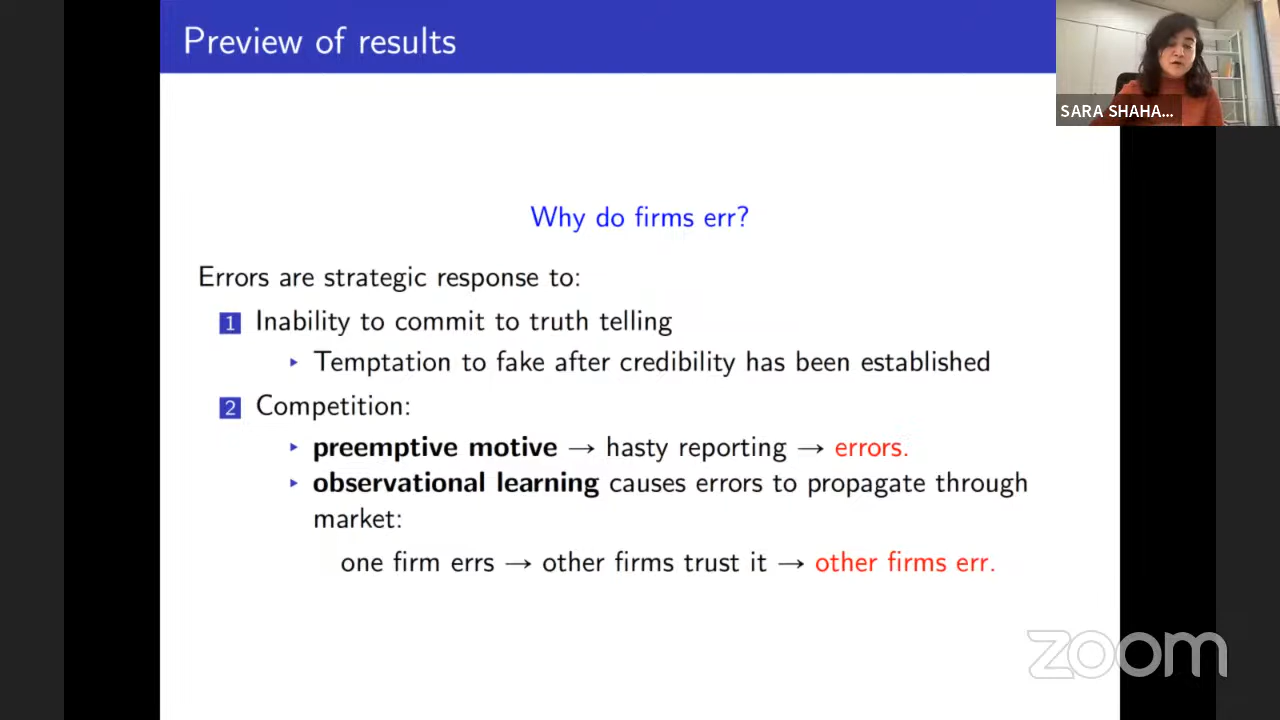 Preview of results
SARA SHAHA...
Why do firms err?
Errors are strategic response to:
1 Inability to commit to truth telling
▸ Temptation to fake after credibility has been established
2 Competition:
▸ preemptive motive → hasty reporting → errors.
▸ observational learning causes errors to propagate through
market:
one firm errs → other firms trust it → other firms err.
zoom